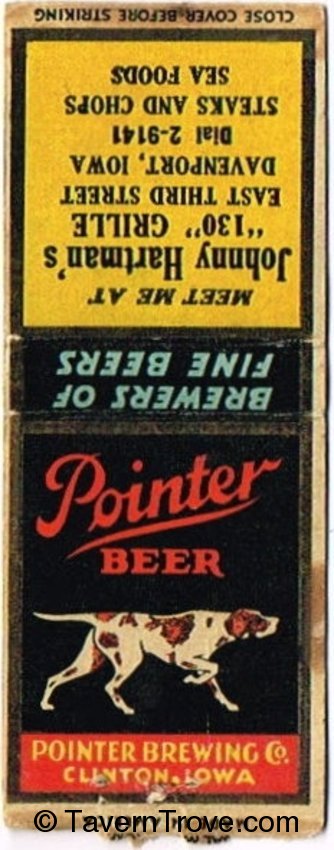 CLOSE COVER BEFORE STRIKING
MEET ME AT
Johnny Hartman's
"130" GRILLE
EAST THIRD STREET
DAVENPORT, IOWA
Dial 2-9141
STEAKS AND CHOPS
SEA FOODS
BREWERS OF
FINE BEERS
Pointer
BEER
POINTER BREWING Co.
CLINTON, IOWA
© TavernTrove.com